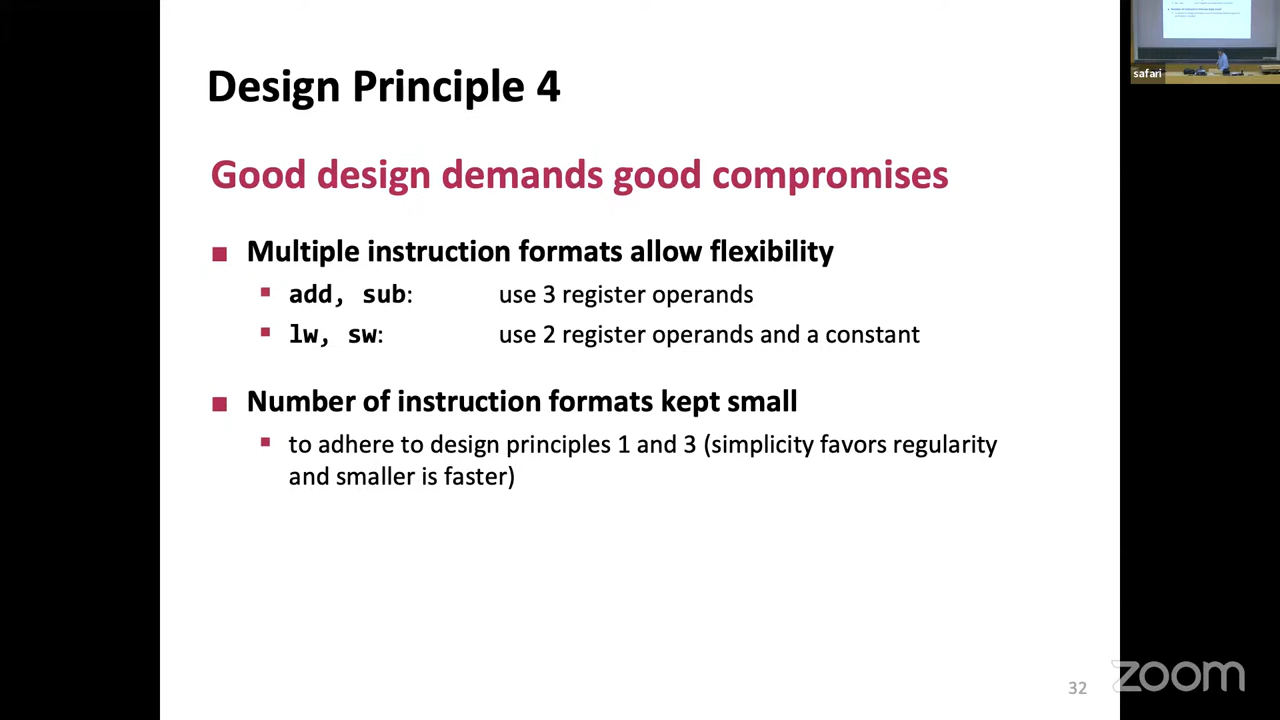 Design Principle 4
Good design demands good compromises
Multiple instruction formats allow flexibility
add, sub: use 3 register operands
lw, sw: use 2 register operands and a constant
Number of instruction formats kept small
to adhere to design principles 1 and 3 (simplicity favors regularity
and smaller is faster)
32
safari
zoom